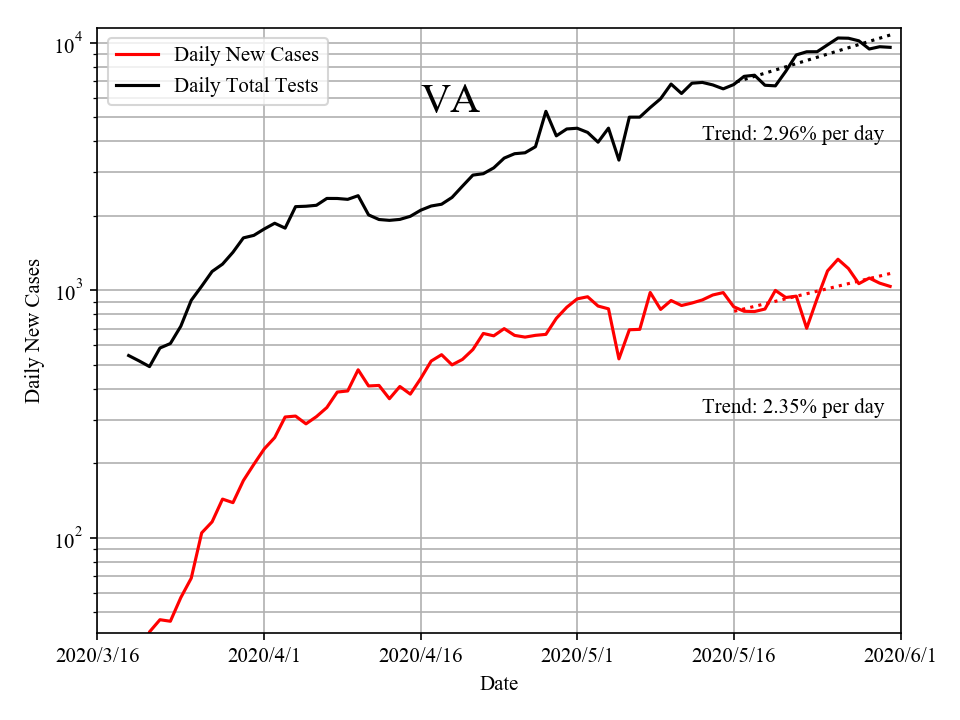 10^4
Daily New Cases
Daily Total Tests
VA
Trend: 2.96% per day
10^3
Daily New Cases
Trend: 2.35% per day
10^2
2020/3/16 2020/4/1 2020/4/16 2020/5/1 2020/5/16 2020/6/1
Date